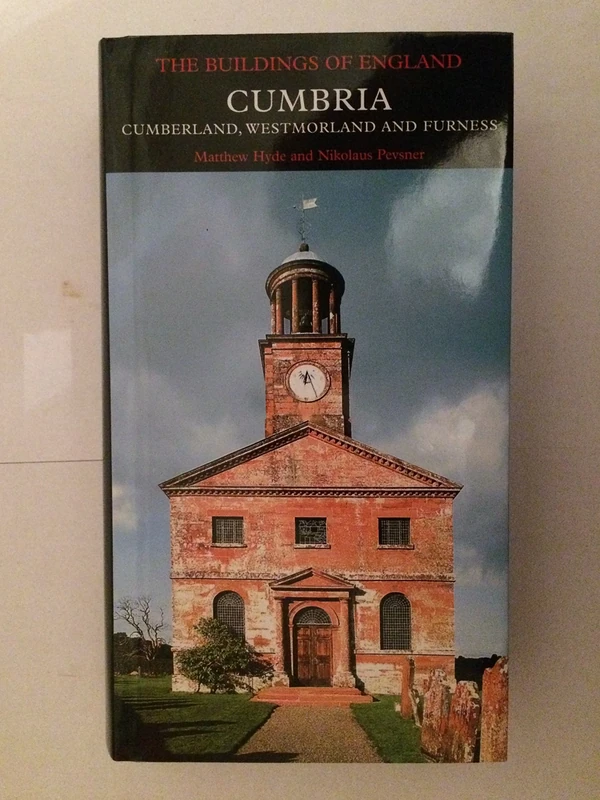 THE BUILDINGS OF ENGLAND
CUMBRIA
CUMBERLAND, WESTMORLAND AND FURNESS
Matthew Hyde and Nikolaus Pevsner